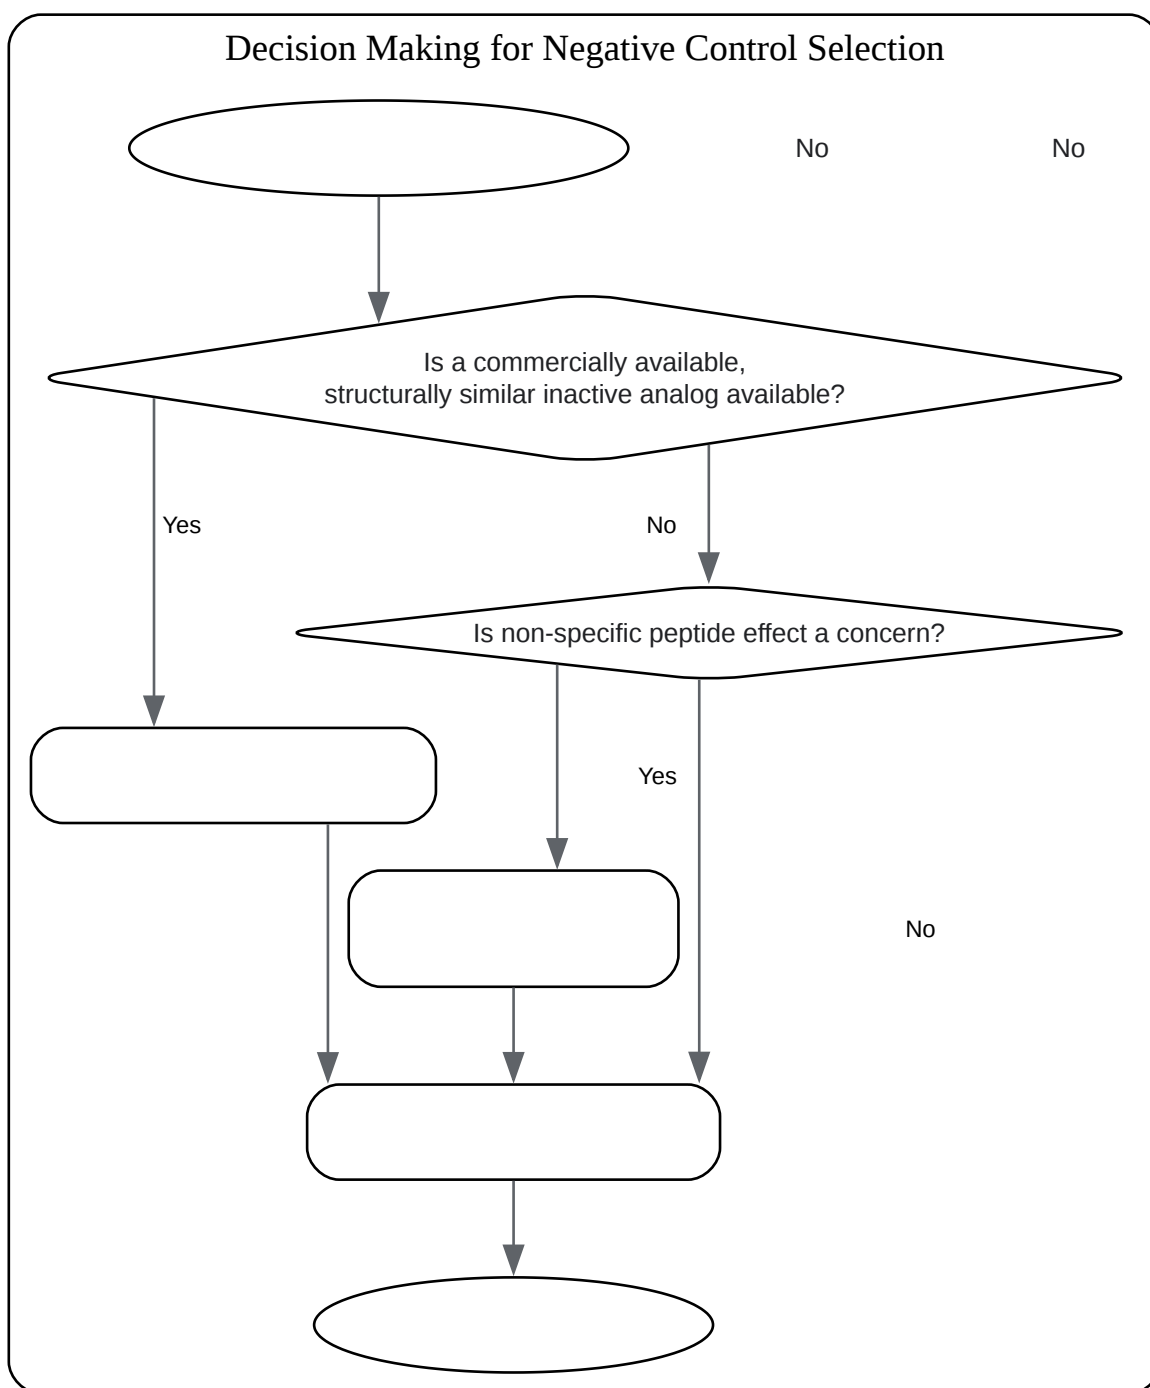 Decision Making for Negative Control Selection
No
No
Is a commercially available,
structurally similar inactive analog available?
Yes
No
Is non-specific peptide effect a concern?
Yes
No